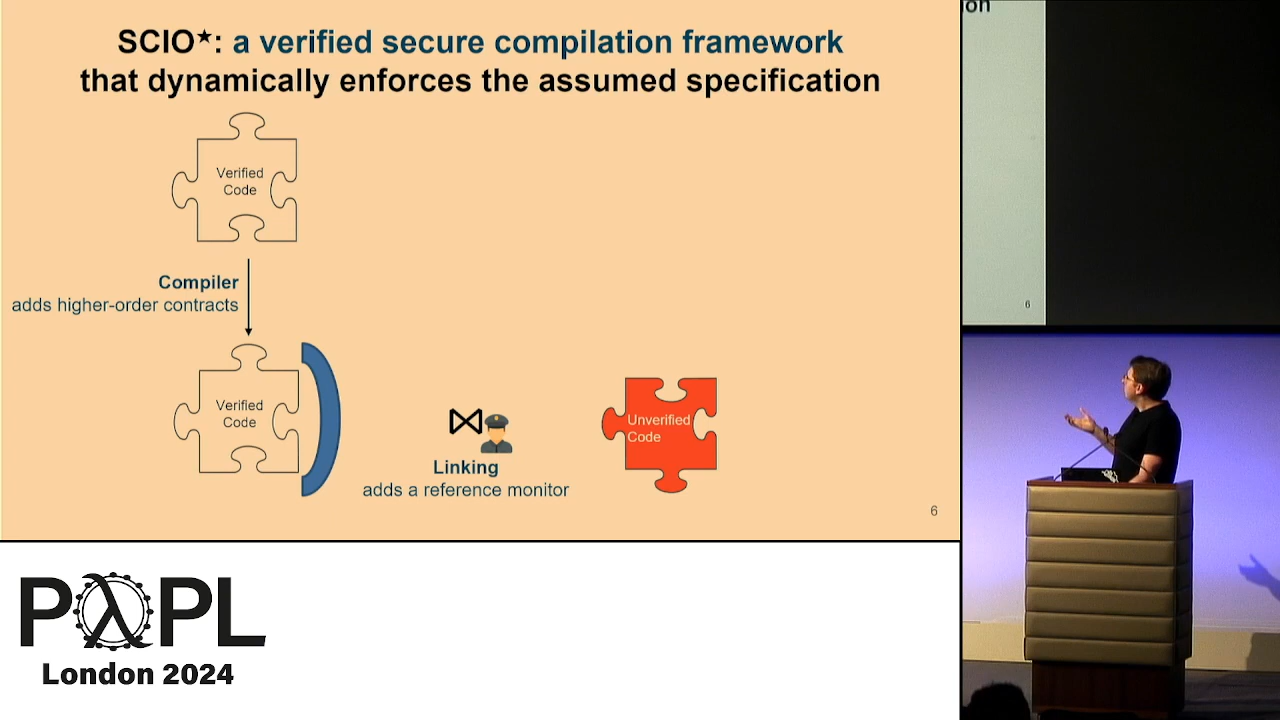 SCIO★: a verified secure compilation framework
that dynamically enforces the assumed specification
Verified
Code
Compiler
adds higher-order contracts
Verified
Code
Linking
adds a reference monitor
Unverified
Code
6
PλPL
London 2024
ion
6